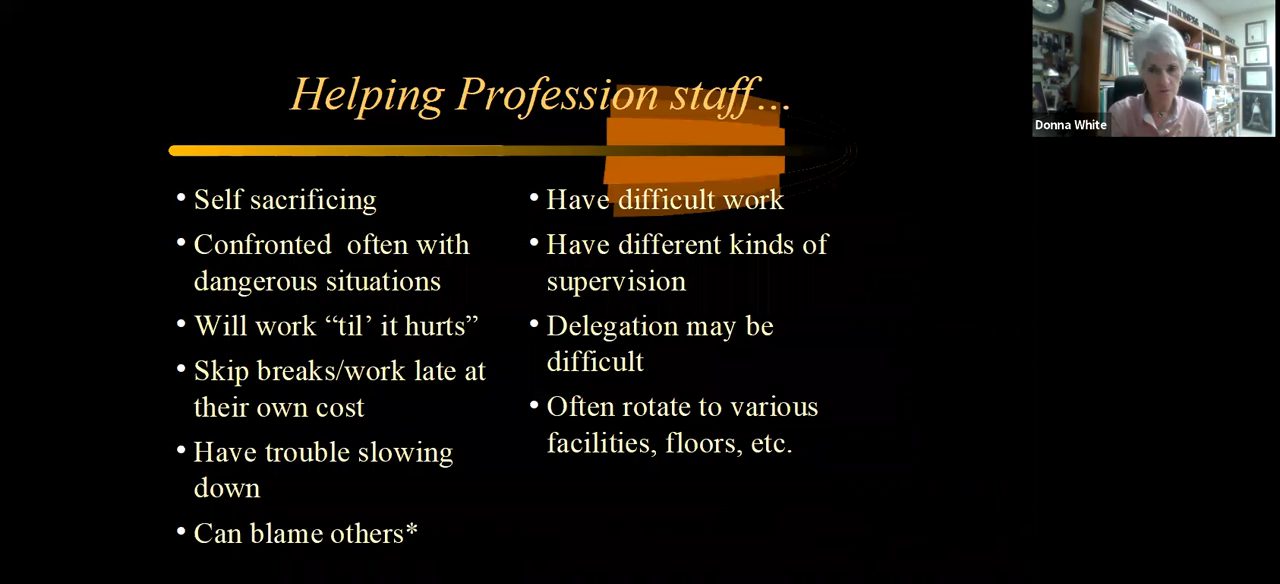 Helping Profession staff…
• Self sacrificing
• Confronted  often with
dangerous situations
• Will work “til’ it hurts”
• Skip breaks/work late at
their own cost
• Have trouble slowing
down
• Can blame others*
• Have difficult work
• Have different kinds of
supervision
• Delegation may be
difficult
• Often rotate to various
facilities, floors, etc.
KINDNESS
Donna White